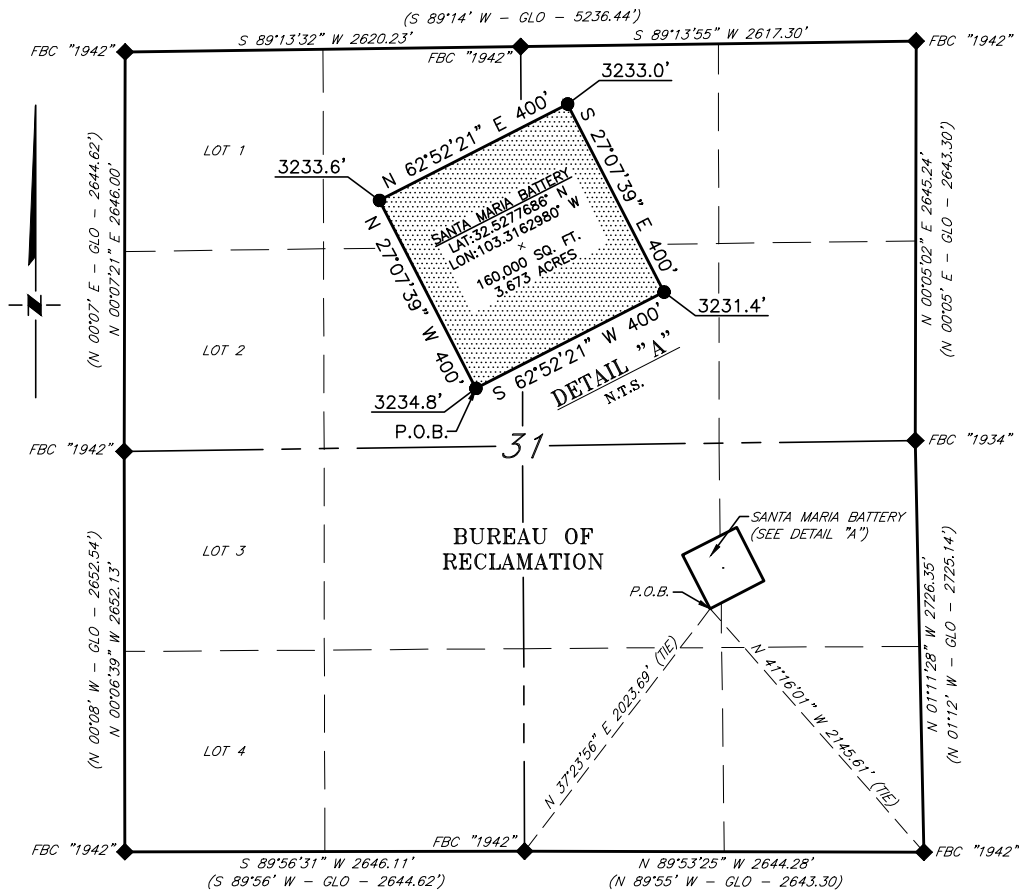 (S 89°14' W - GLO - 5236.44')
S 89°13'32" W 2620.23'
S 89°13'55" W 2617.30'
FBC "1942"
FBC "1942"
FBC "1942"
3233.0'
N 62°52'21" E 400'
S 27°07'39" E 400'
LOT 1
3233.6'
SANTA MARIA BATTERY
LAT:32.5277686° N
LON:103.3162980° W
×
160,000 SQ. FT.
3.673 ACRES
N 27°07'39" W 400'
(N 00°07' E - GLO - 2644.62')
N 00°07'21" E 2646.00'
N 00°05'02" E 2645.24'
(N 00°05' E - GLO - 2643.30')
N
3231.4'
LOT 2
S 62°52'21" W 400'
DETAIL "A"
N.T.S.
3234.8'
P.O.B.
FBC "1942"
31
FBC "1934"
SANTA MARIA BATTERY
(SEE DETAIL "A")
BUREAU OF
RECLAMATION
LOT 3
P.O.B.
(N 00°08' W - GLO - 2652.54')
N 00°06'39" W 2652.13'
N 01°11'28" W 2726.35'
(N 01°12' W - GLO - 2725.14')
N 37°23'56" E 2023.69' (TIE)
N 41°16'01" W 2145.61' (TIE)
LOT 4
FBC "1942"
FBC "1942"
FBC "1942"
S 89°56'31" W 2646.11'
(S 89°56' W - GLO - 2644.62')
N 89°53'25" W 2644.28'
(N 89°55' W - GLO - 2643.30')